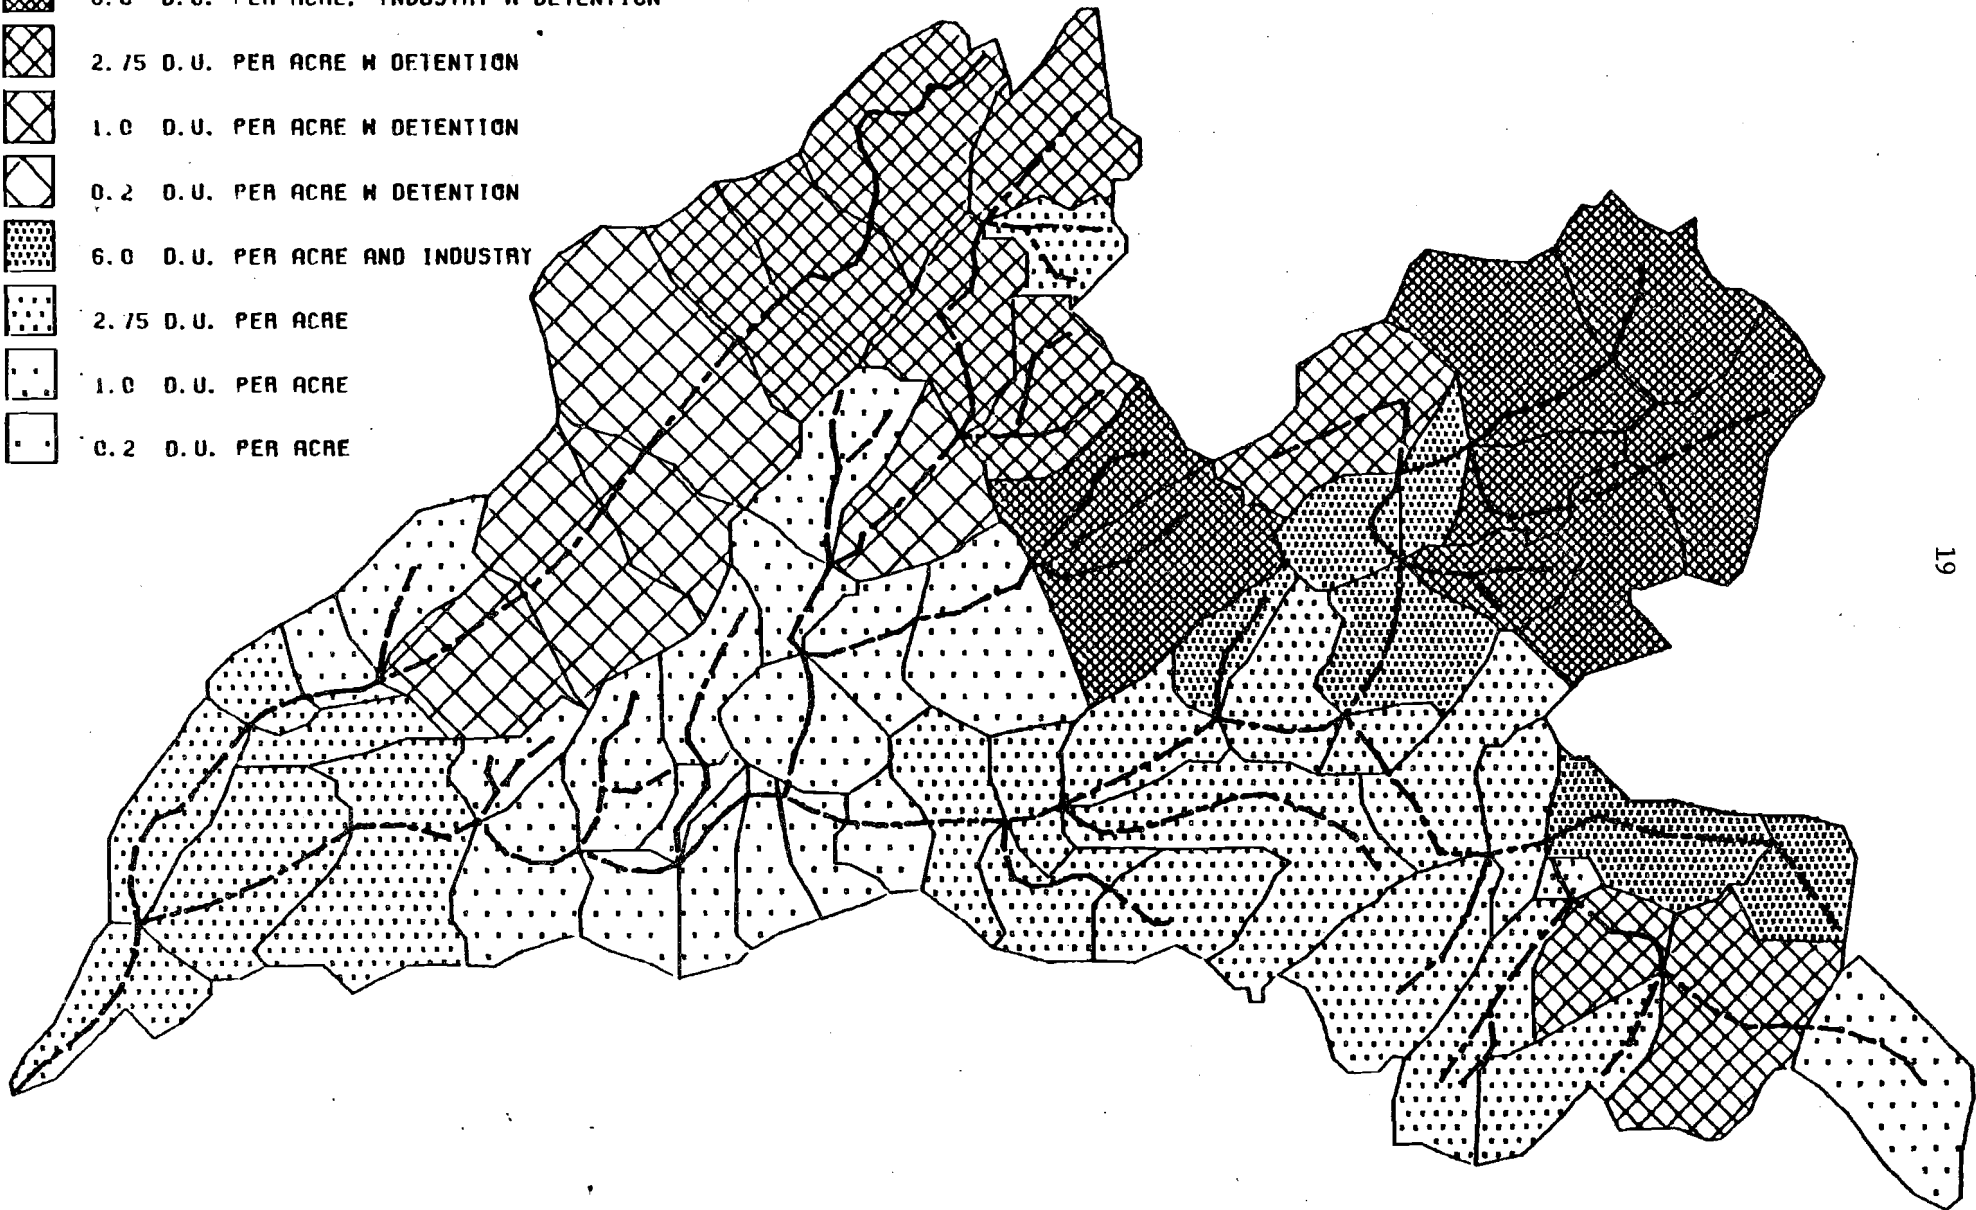 D.U. PER ACRE, INDUSTRY W DETENTION
2.75 D.U. PER ACRE W DETENTION
1.0 D.U. PER ACRE W DETENTION
0.2 D.U. PER ACRE W DETENTION
6.0 D.U. PER ACRE AND INDUSTRY
2.75 D.U. PER ACRE
1.0 D.U. PER ACRE
0.2 D.U. PER ACRE
19